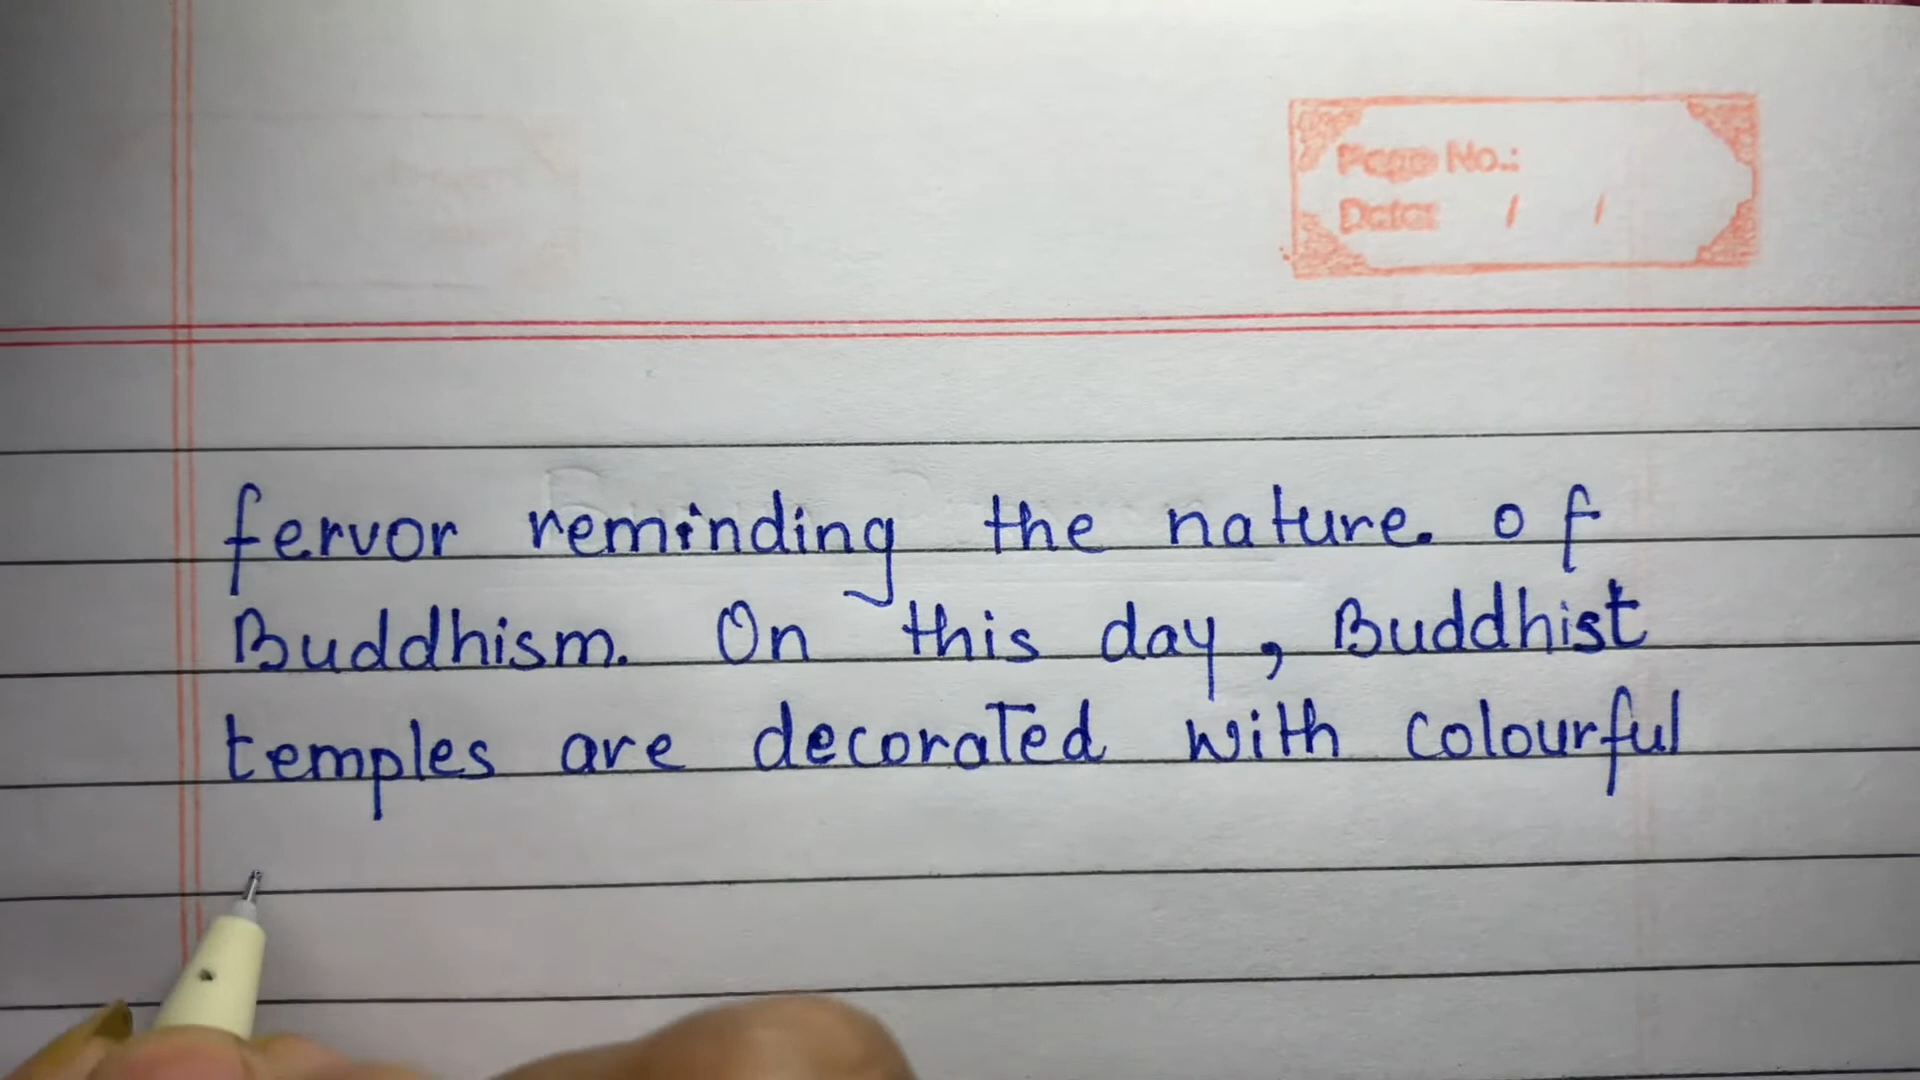 Page No.:
Date: / /
fervor reminding the nature of
Buddhism. On this day, Buddhist
temples are decorated with colourful